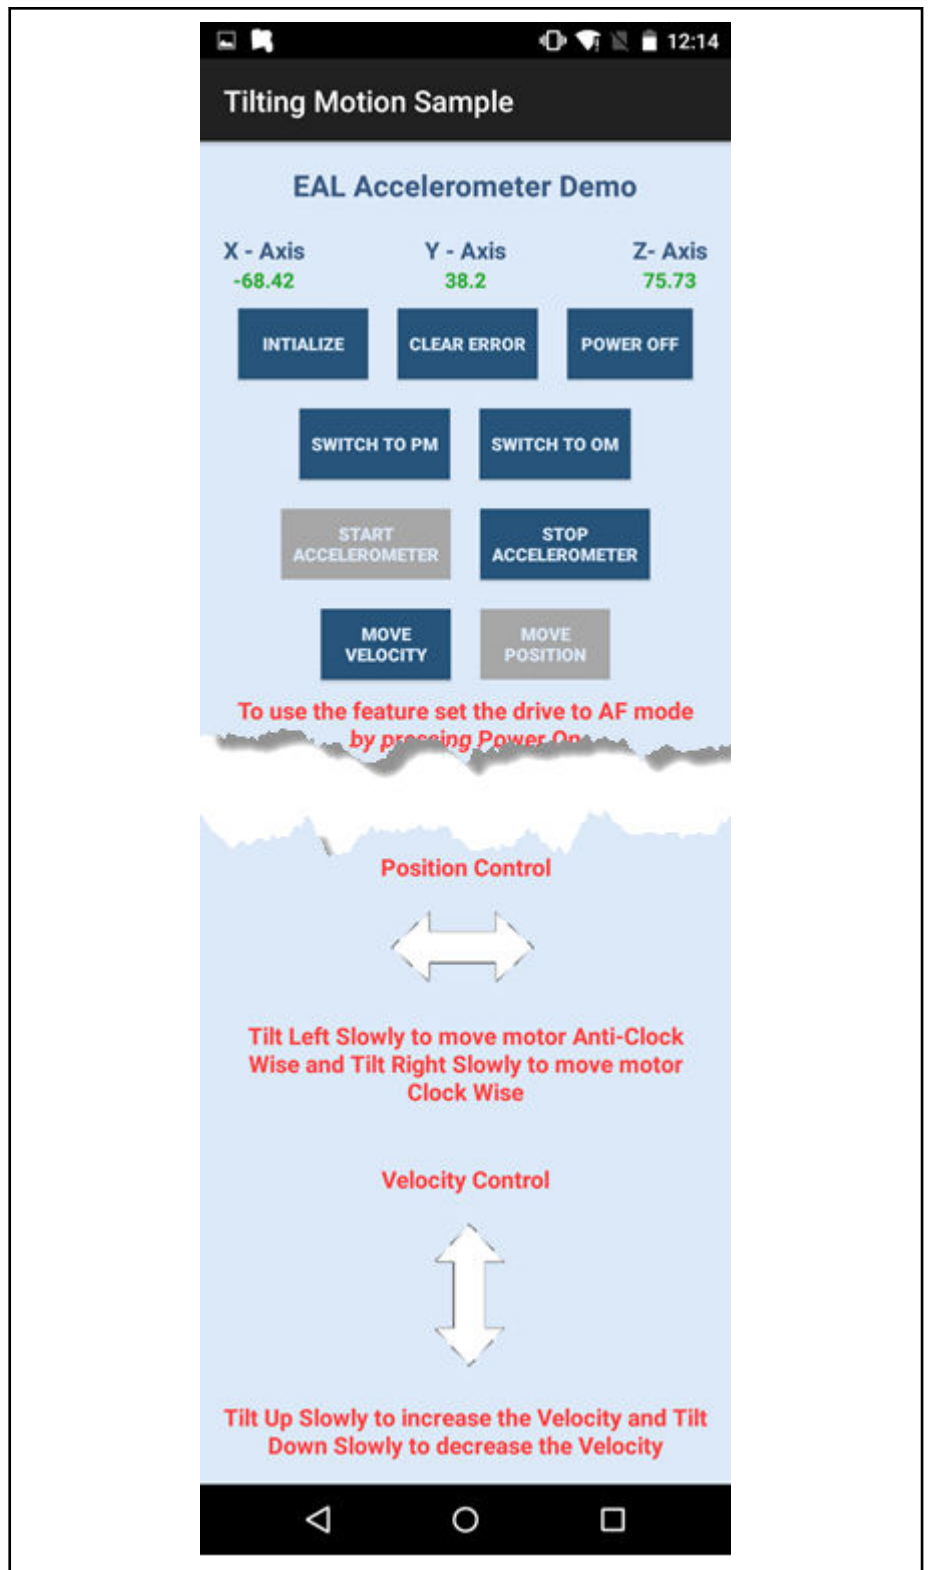 12:14
Tilting Motion Sample
EAL Accelerometer Demo
X - Axis Y - Axis Z- Axis
-68.42 38.2 75.73
INTIALIZE CLEAR ERROR POWER OFF
SWITCH TO PM SWITCH TO OM
START STOP
ACCELEROMETER ACCELEROMETER
MOVE MOVE
VELOCITY POSITION
To use the feature set the drive to AF mode
by pressing Power On
Position Control
Tilt Left Slowly to move motor Anti-Clock
Wise and Tilt Right Slowly to move motor
Clock Wise
Velocity Control
Tilt Up Slowly to increase the Velocity and Tilt
Down Slowly to decrease the Velocity